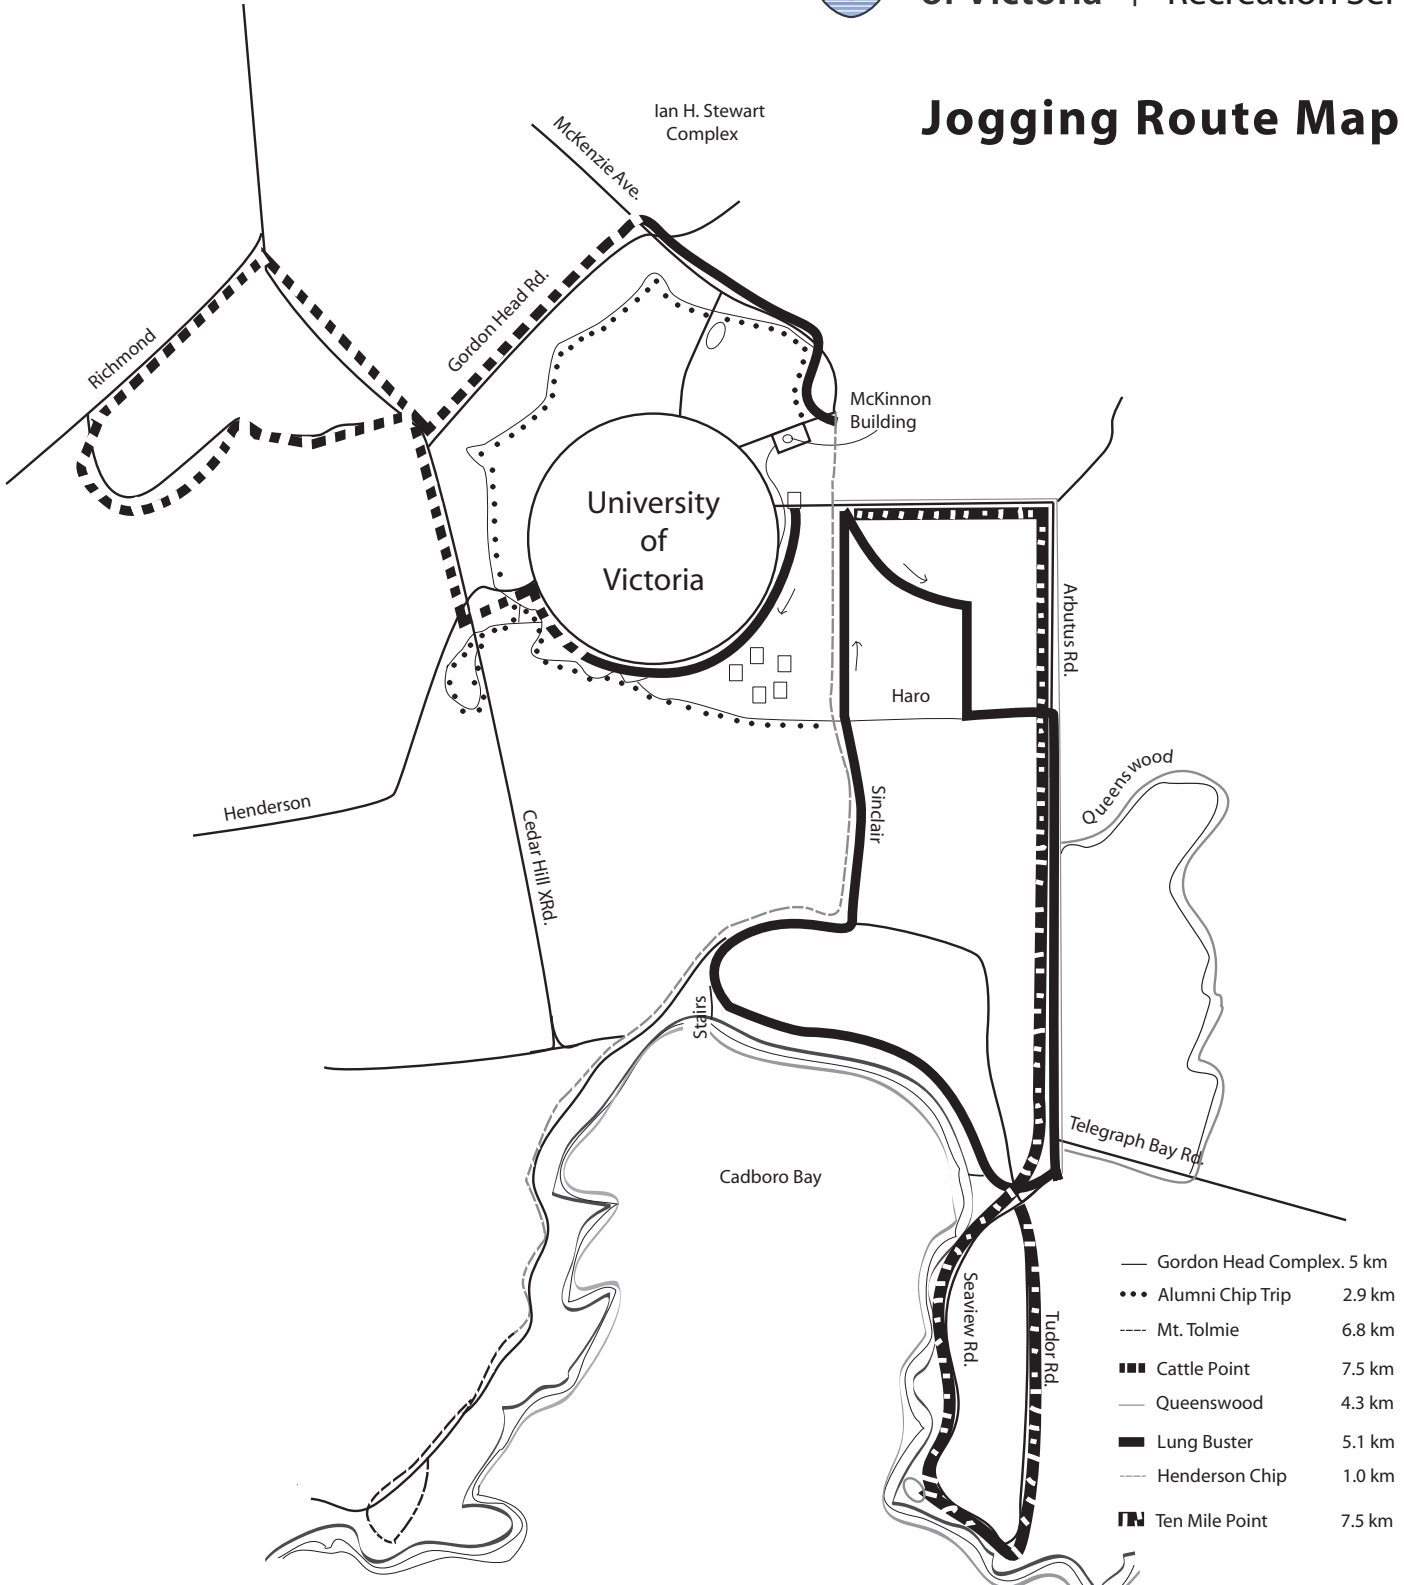 of Victoria | Recreation Ser
Jogging Route Map
Ian H. Stewart
Complex
McKenzie Ave.
Gordon Head Rd.
Richmond
McKinnon
Building
University
of
Victoria
Arbutus Rd.
Haro
Queenswood
Henderson
Sinclair
Cedar Hill XRd.
Stairs
Telegraph Bay Rd.
Cadboro Bay
Seaview Rd.
Tudor Rd.
Gordon Head Complex. 5 km
Alumni Chip Trip 2.9 km
Mt. Tolmie 6.8 km
Cattle Point 7.5 km
Queenswood 4.3 km
Lung Buster 5.1 km
Henderson Chip 1.0 km
Ten Mile Point 7.5 km